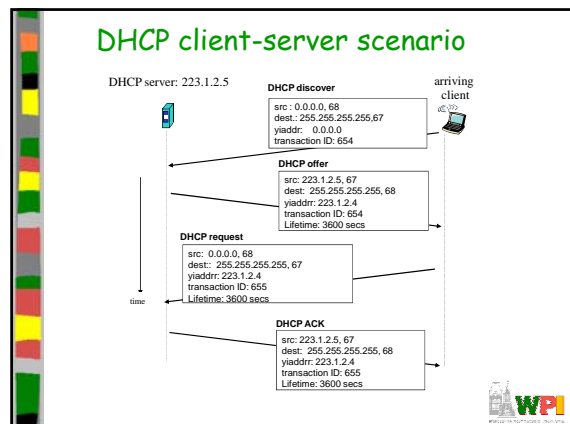 DHCP client-server scenario
DHCP server: 223.1.2.5
arriving
client
DHCP discover
src : 0.0.0.0, 68
dest.: 255.255.255.255,67
yiaddr: 0.0.0.0
transaction ID: 654
DHCP offer
src: 223.1.2.5, 67
dest: 255.255.255.255, 68
yiaddrr: 223.1.2.4
transaction ID: 654
Lifetime: 3600 secs
DHCP request
src: 0.0.0.0, 68
dest:: 255.255.255.255, 67
yiaddrr: 223.1.2.4
transaction ID: 655
Lifetime: 3600 secs
time
DHCP ACK
src: 223.1.2.5, 67
dest: 255.255.255.255, 68
yiaddrr: 223.1.2.4
transaction ID: 655
Lifetime: 3600 secs
WPI